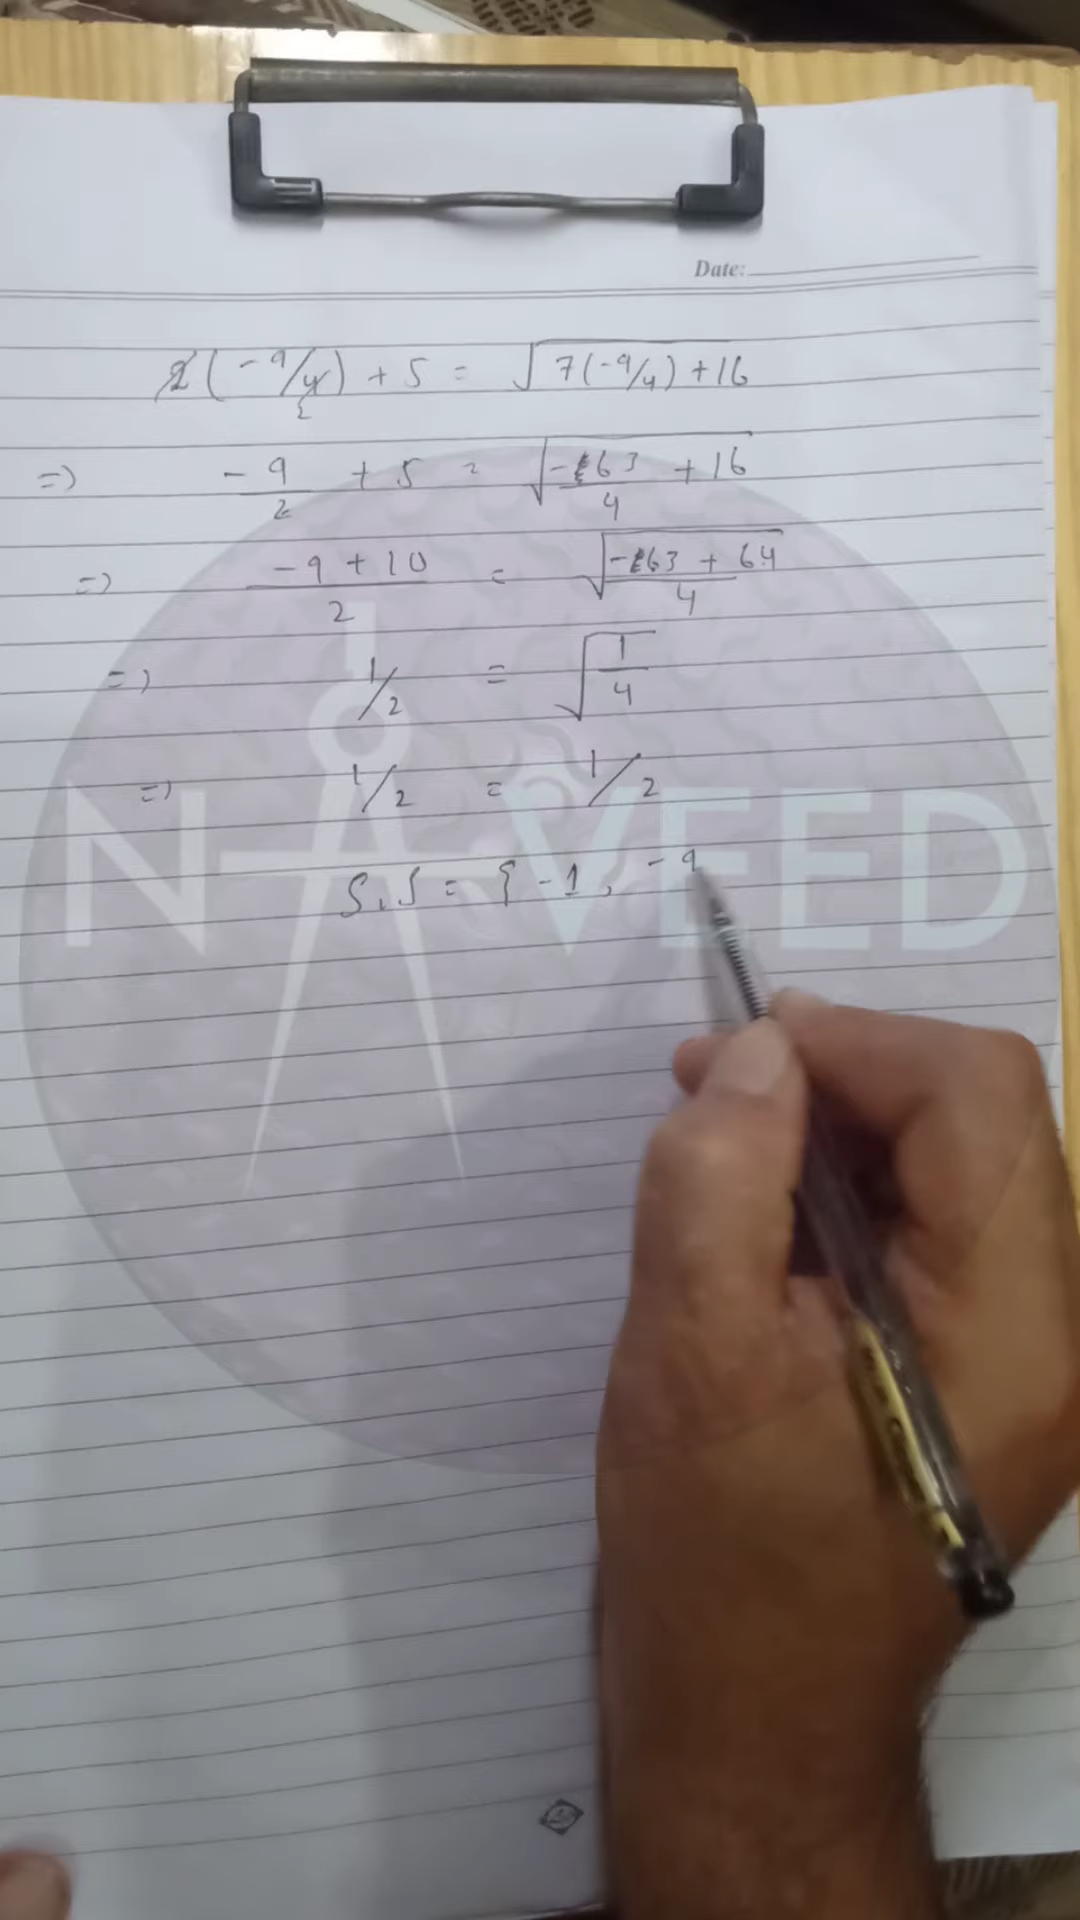 Date:
2(-9/4) + 5 = √7(-9/4) + 16
2
=> -9/2 + 5 = √-63/4 + 16
=> -9 + 10/2 = √-63 + 64/4
=> 1/2 = √1/4
=> 1/2 = 1/2
S.S = { -1, -9
NAVEED